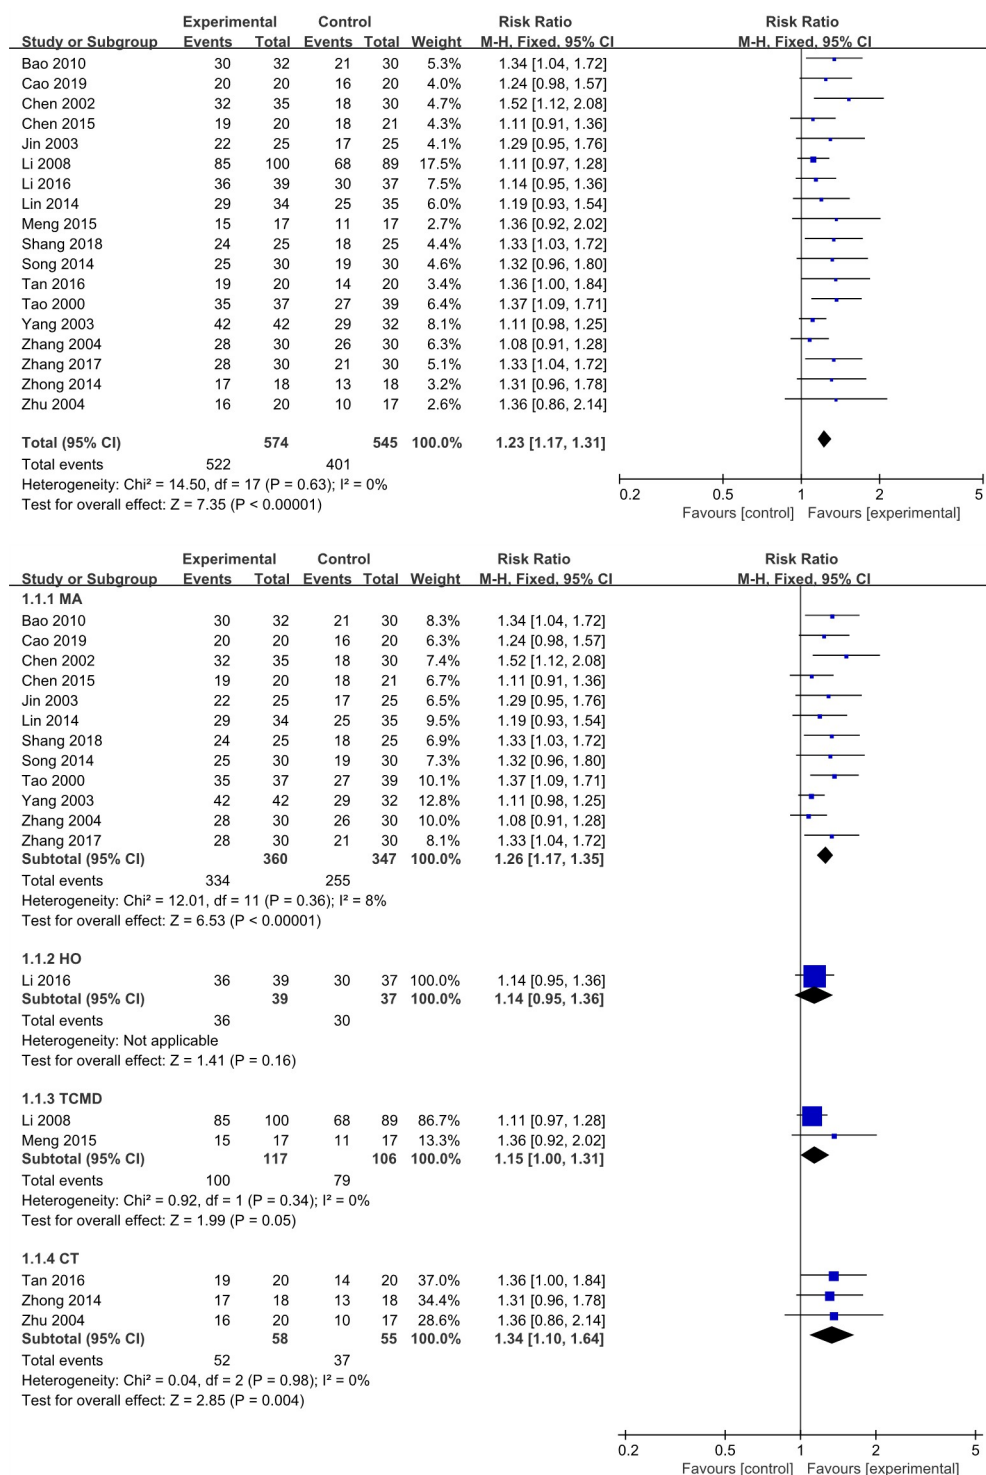 Experimental Control Risk Ratio Risk Ratio
Study or Subgroup Events Total Events Total Weight M-H, Fixed, 95% CI M-H, Fixed, 95% CI
Bao 2010 30 32 21 30 5.3% 1.34 [1.04, 1.72]
Cao 2019 20 20 16 20 4.0% 1.24 [0.98, 1.57]
Chen 2002 32 35 18 30 4.7% 1.52 [1.12, 2.08]
Chen 2015 19 20 18 21 4.3% 1.11 [0.91, 1.36]
Jin 2003 22 25 17 25 4.1% 1.29 [0.95, 1.76]
Li 2008 85 100 68 89 17.5% 1.11 [0.97, 1.28]
Li 2016 36 39 30 37 7.5% 1.14 [0.95, 1.36]
Lin 2014 29 34 25 35 6.0% 1.19 [0.93, 1.54]
Meng 2015 15 17 11 17 2.7% 1.36 [0.92, 2.02]
Shang 2018 24 25 18 25 4.4% 1.33 [1.03, 1.72]
Song 2014 25 30 19 30 4.6% 1.32 [0.96, 1.80]
Tan 2016 19 20 14 20 3.4% 1.36 [1.00, 1.84]
Tao 2000 35 37 27 39 6.4% 1.37 [1.09, 1.71]
Yang 2003 42 42 29 32 8.1% 1.11 [0.98, 1.25]
Zhang 2004 28 30 26 30 6.3% 1.08 [0.91, 1.28]
Zhang 2017 28 30 21 30 5.1% 1.33 [1.04, 1.72]
Zhong 2014 17 18 13 18 3.2% 1.31 [0.96, 1.78]
Zhu 2004 16 20 10 17 2.6% 1.36 [0.86, 2.14]
Total (95% CI) 574 545 100.0% 1.23 [1.17, 1.31]
Total events 522 401
Heterogeneity: Chi² = 14.50, df = 17 (P = 0.63); I² = 0%
Test for overall effect: Z = 7.35 (P < 0.00001)
0.2 0.5 1 2 5
Favours [control] Favours [experimental]
Experimental Control Risk Ratio Risk Ratio
Study or Subgroup Events Total Events Total Weight M-H, Fixed, 95% CI M-H, Fixed, 95% CI
1.1.1 MA
Bao 2010 30 32 21 30 8.3% 1.34 [1.04, 1.72]
Cao 2019 20 20 16 20 6.3% 1.24 [0.98, 1.57]
Chen 2002 32 35 18 30 7.4% 1.52 [1.12, 2.08]
Chen 2015 19 20 18 21 6.7% 1.11 [0.91, 1.36]
Jin 2003 22 25 17 25 6.5% 1.29 [0.95, 1.76]
Lin 2014 29 34 25 35 9.5% 1.19 [0.93, 1.54]
Shang 2018 24 25 18 25 6.9% 1.33 [1.03, 1.72]
Song 2014 25 30 19 30 7.3% 1.32 [0.96, 1.80]
Tao 2000 35 37 27 39 10.1% 1.37 [1.09, 1.71]
Yang 2003 42 42 29 32 12.8% 1.11 [0.98, 1.25]
Zhang 2004 28 30 26 30 10.0% 1.08 [0.91, 1.28]
Zhang 2017 28 30 21 30 8.1% 1.33 [1.04, 1.72]
Subtotal (95% CI) 360 347 100.0% 1.26 [1.17, 1.35]
Total events 334 255
Heterogeneity: Chi² = 12.01, df = 11 (P = 0.36); I² = 8%
Test for overall effect: Z = 6.53 (P < 0.00001)
1.1.2 HO
Li 2016 36 39 30 37 100.0% 1.14 [0.95, 1.36]
Subtotal (95% CI) 39 37 100.0% 1.14 [0.95, 1.36]
Total events 36 30
Heterogeneity: Not applicable
Test for overall effect: Z = 1.41 (P = 0.16)
1.1.3 TCMD
Li 2008 85 100 68 89 86.7% 1.11 [0.97, 1.28]
Meng 2015 15 17 11 17 13.3% 1.36 [0.92, 2.02]
Subtotal (95% CI) 117 106 100.0% 1.15 [1.00, 1.31]
Total events 100 79
Heterogeneity: Chi² = 0.92, df = 1 (P = 0.34); I² = 0%
Test for overall effect: Z = 1.99 (P = 0.05)
1.1.4 CT
Tan 2016 19 20 14 20 37.0% 1.36 [1.00, 1.84]
Zhong 2014 17 18 13 18 34.4% 1.31 [0.96, 1.78]
Zhu 2004 16 20 10 17 28.6% 1.36 [0.86, 2.14]
Subtotal (95% CI) 58 55 100.0% 1.34 [1.10, 1.64]
Total events 52 37
Heterogeneity: Chi² = 0.04, df = 2 (P = 0.98); I² = 0%
Test for overall effect: Z = 2.85 (P = 0.004)
0.2 0.5 1 2 5
Favours [control] Favours [experimental]